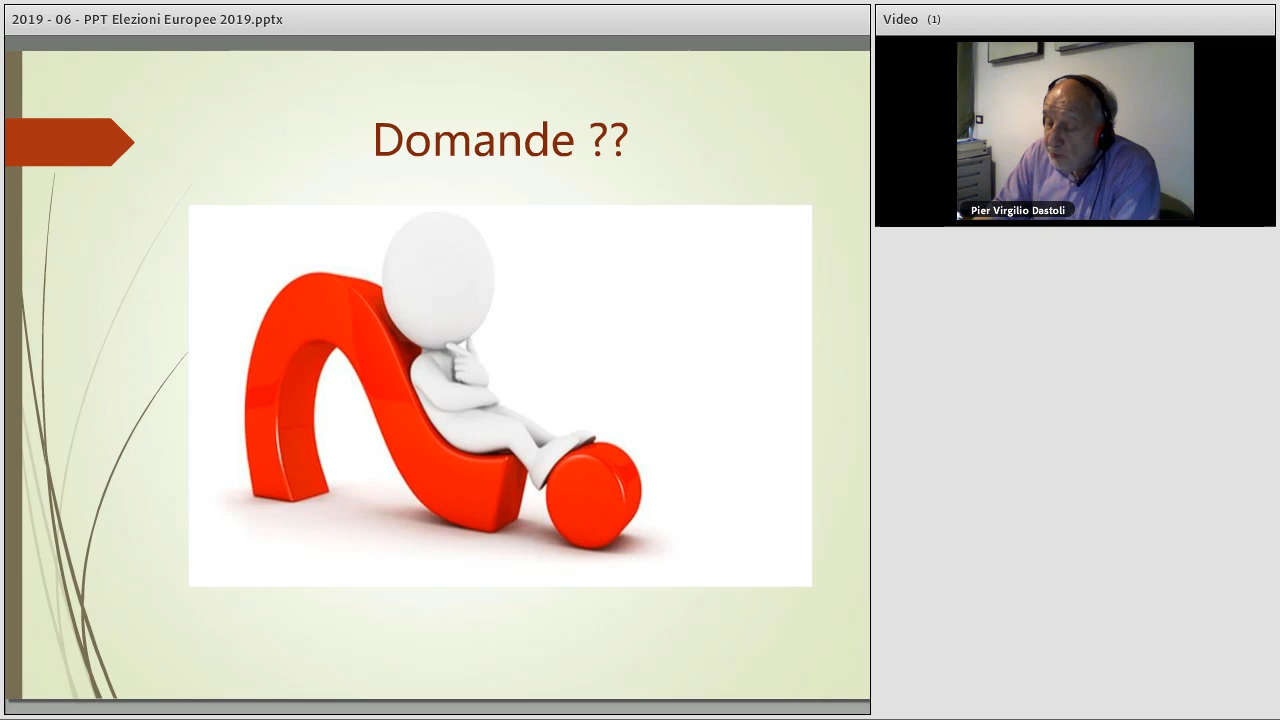 2019 - 06 - PPT Elezioni Europee 2019.pptx
Video (1)
Domande ??
Pier Virgilio Dastoli